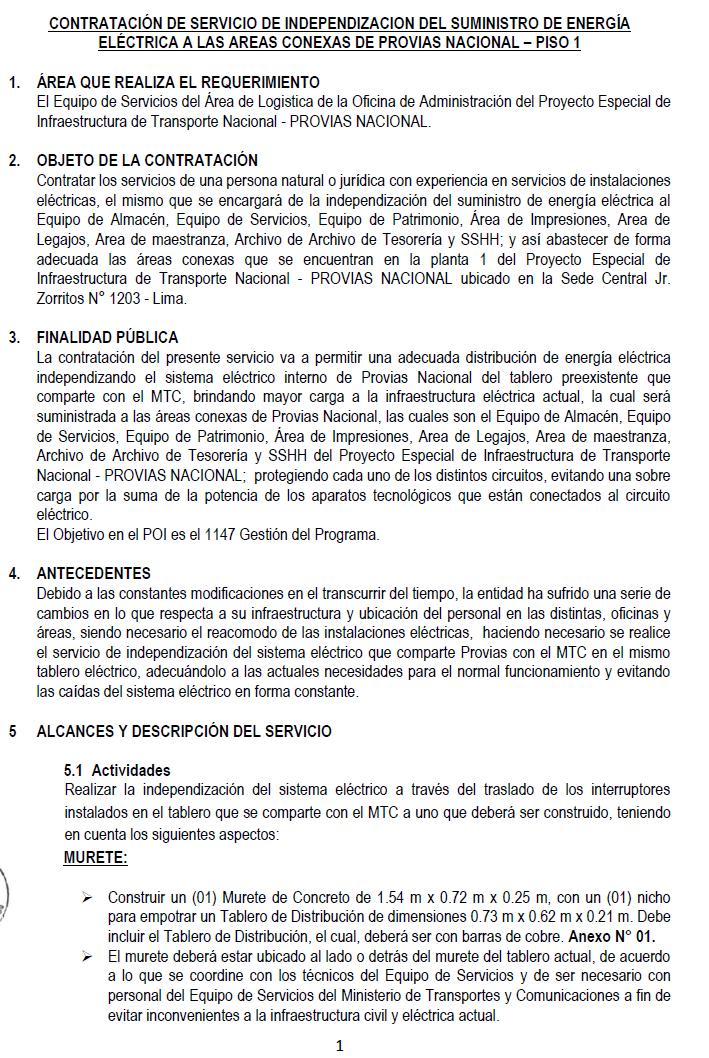 CONTRATACIÓN DE SERVICIO DE INDEPENDIZACION DEL SUMINISTRO DE ENERGÍA
ELÉCTRICA A LAS AREAS CONEXAS DE PROVIAS NACIONAL – PISO 1
1. ÁREA QUE REALIZA EL REQUERIMIENTO
El Equipo de Servicios del Área de Logistica de la Oficina de Administración del Proyecto Especial de
Infraestructura de Transporte Nacional - PROVIAS NACIONAL.
2. OBJETO DE LA CONTRATACIÓN
Contratar los servicios de una persona natural o jurídica con experiencia en servicios de instalaciones
eléctricas, el mismo que se encargará de la independización del suministro de energía eléctrica al
Equipo de Almacén, Equipo de Servicios, Equipo de Patrimonio, Área de Impresiones, Area de
Legajos, Area de maestranza, Archivo de Archivo de Tesorería y SSHH; y así abastecer de forma
adecuada las áreas conexas que se encuentran en la planta 1 del Proyecto Especial de
Infraestructura de Transporte Nacional - PROVIAS NACIONAL ubicado en la Sede Central Jr.
Zorritos N° 1203 - Lima.
3. FINALIDAD PÚBLICA
La contratación del presente servicio va a permitir una adecuada distribución de energía eléctrica
independizando el sistema eléctrico interno de Provias Nacional del tablero preexistente que
comparte con el MTC, brindando mayor carga a la infraestructura eléctrica actual, la cual será
suministrada a las áreas conexas de Provias Nacional, las cuales son el Equipo de Almacén, Equipo
de Servicios, Equipo de Patrimonio, Área de Impresiones, Area de Legajos, Area de maestranza,
Archivo de Archivo de Tesorería y SSHH del Proyecto Especial de Infraestructura de Transporte
Nacional - PROVIAS NACIONAL; protegiendo cada uno de los distintos circuitos, evitando una sobre
carga por la suma de la potencia de los aparatos tecnológicos que están conectados al circuito
eléctrico.
El Objetivo en el POI es el 1147 Gestión del Programa.
4. ANTECEDENTES
Debido a las constantes modificaciones en el transcurrir del tiempo, la entidad ha sufrido una serie de
cambios en lo que respecta a su infraestructura y ubicación del personal en las distintas, oficinas y
áreas, siendo necesario el reacomodo de las instalaciones eléctricas, haciendo necesario se realice
el servicio de independización del sistema eléctrico que comparte Provias con el MTC en el mismo
tablero eléctrico, adecuándolo a las actuales necesidades para el normal funcionamiento y evitando
las caídas del sistema eléctrico en forma constante.
5 ALCANCES Y DESCRIPCIÓN DEL SERVICIO
5.1 Actividades
Realizar la independización del sistema eléctrico a través del traslado de los interruptores
instalados en el tablero que se comparte con el MTC a uno que deberá ser construido, teniendo
en cuenta los siguientes aspectos:
MURETE:
➢ Construir un (01) Murete de Concreto de 1.54 m x 0.72 m x 0.25 m, con un (01) nicho
para empotrar un Tablero de Distribución de dimensiones 0.73 m x 0.62 m x 0.21 m. Debe
incluir el Tablero de Distribución, el cual, deberá ser con barras de cobre. Anexo N° 01.
➢ El murete deberá estar ubicado al lado o detrás del murete del tablero actual, de acuerdo
a lo que se coordine con los técnicos del Equipo de Servicios y de ser necesario con
personal del Equipo de Servicios del Ministerio de Transportes y Comunicaciones a fin de
evitar inconvenientes a la infraestructura civil y eléctrica actual.
1